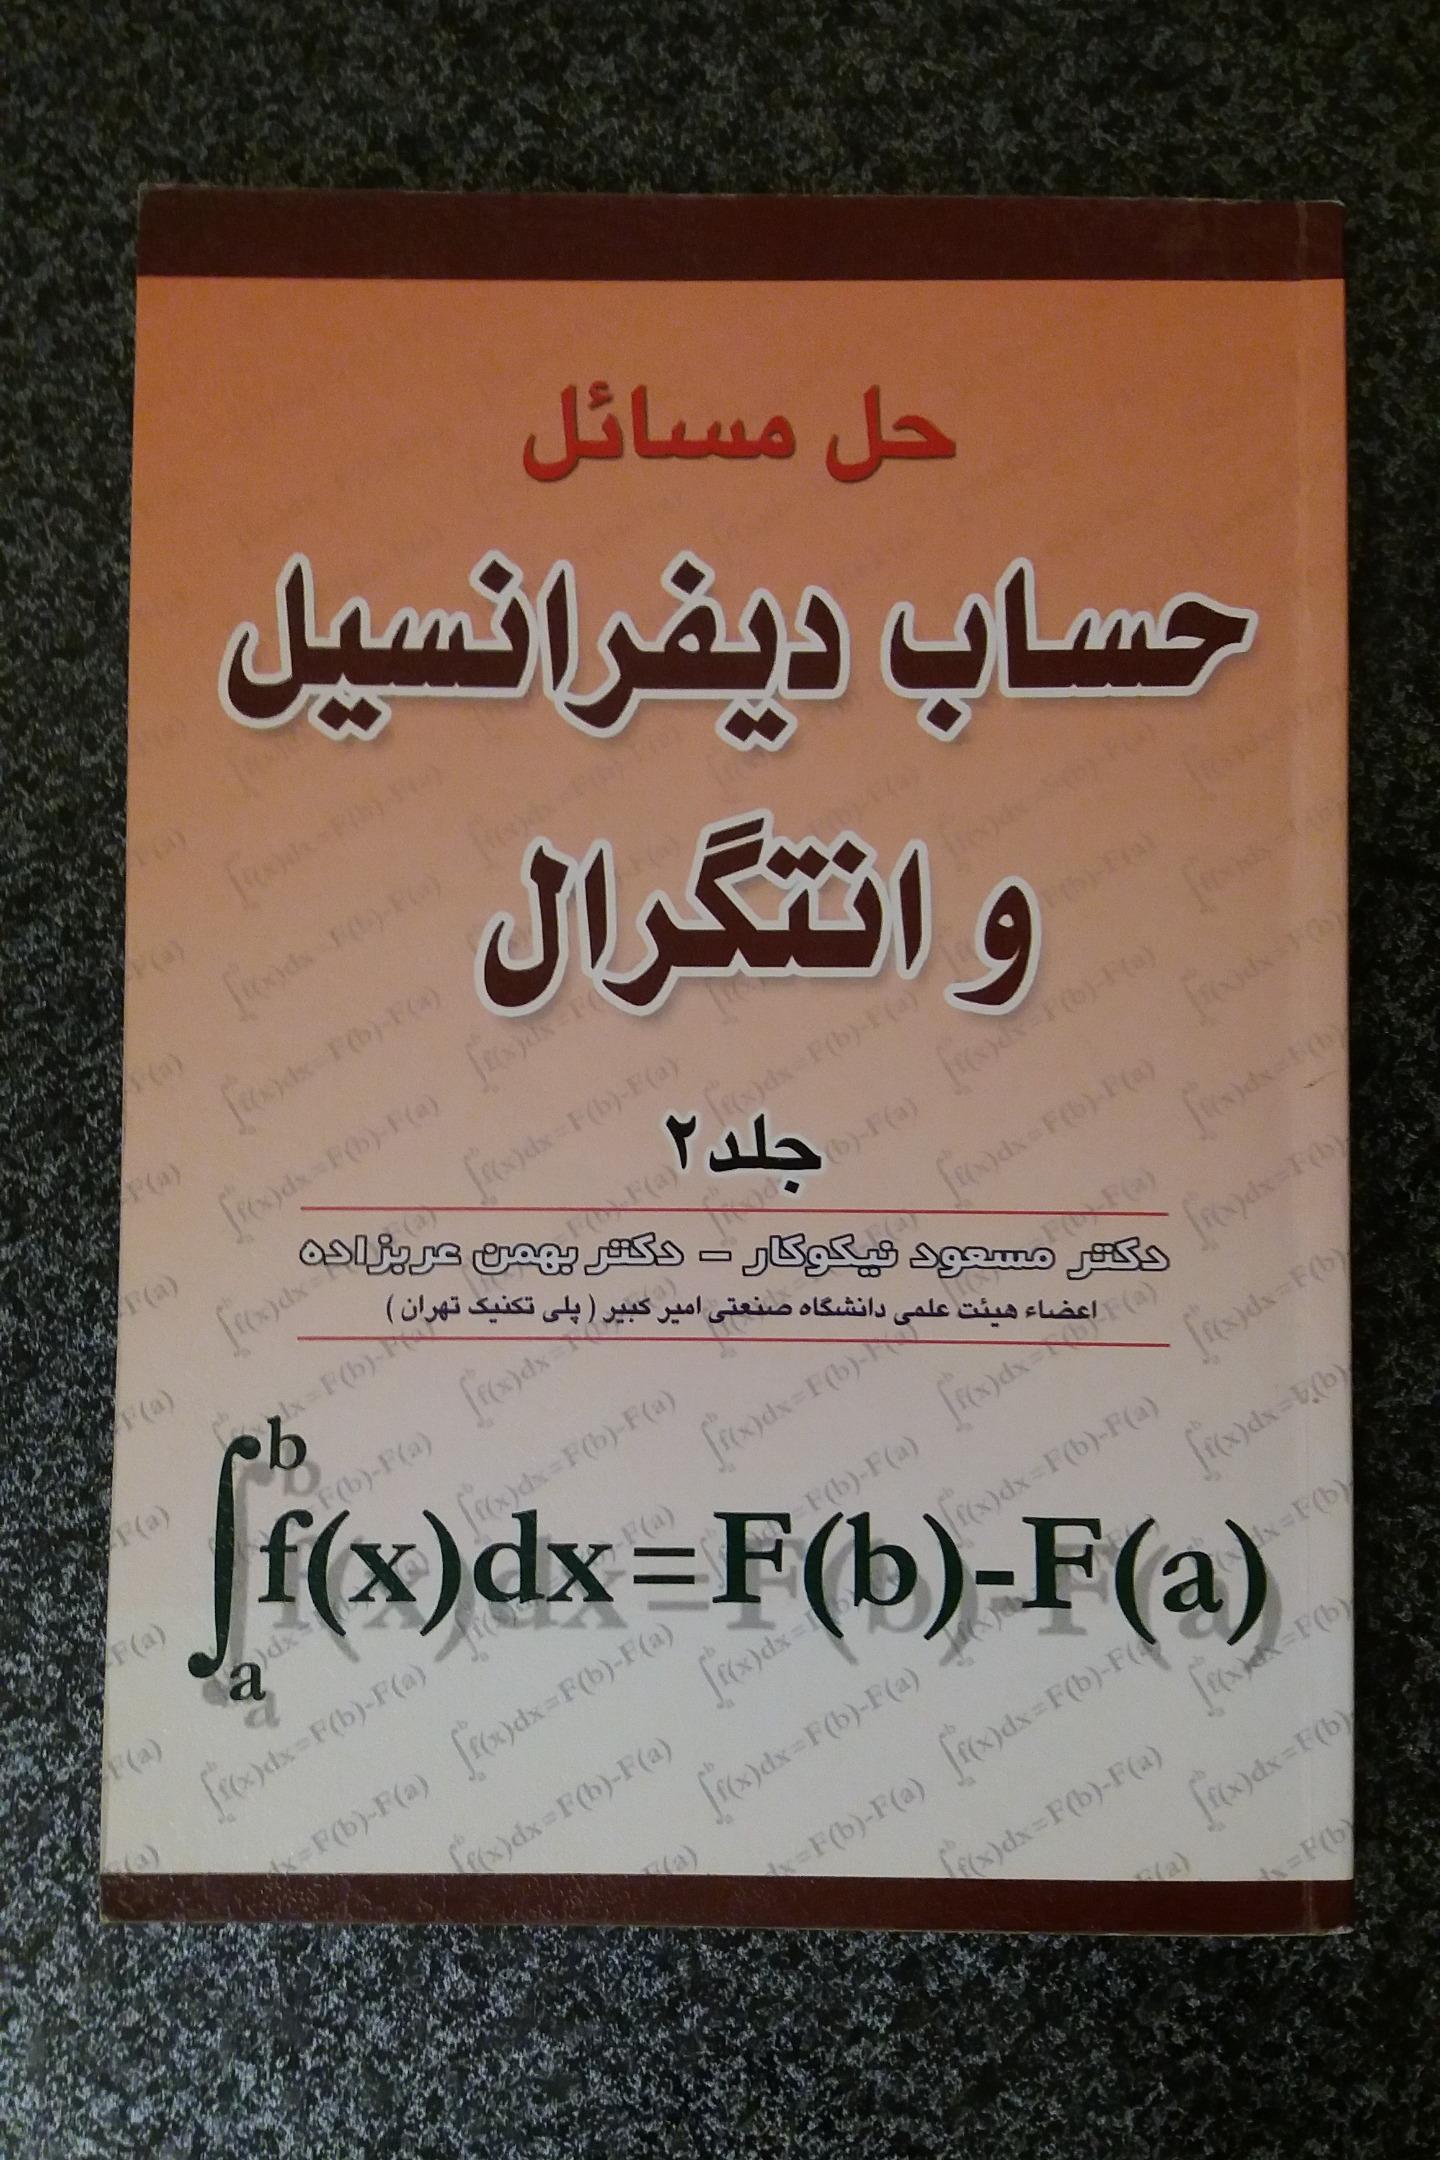 حل مسائل
حساب دیفرانسیل
و انتگرال
جلد ۲
دکتر مسعود نیکوکار – دکتر بهمن عربزاده
اعضاء هیئت علمی دانشگاه صنعتی امیر کبیر ( پلی تکنیک تهران )
∫ₐᵇ f(x)dx=F(b)-F(a)